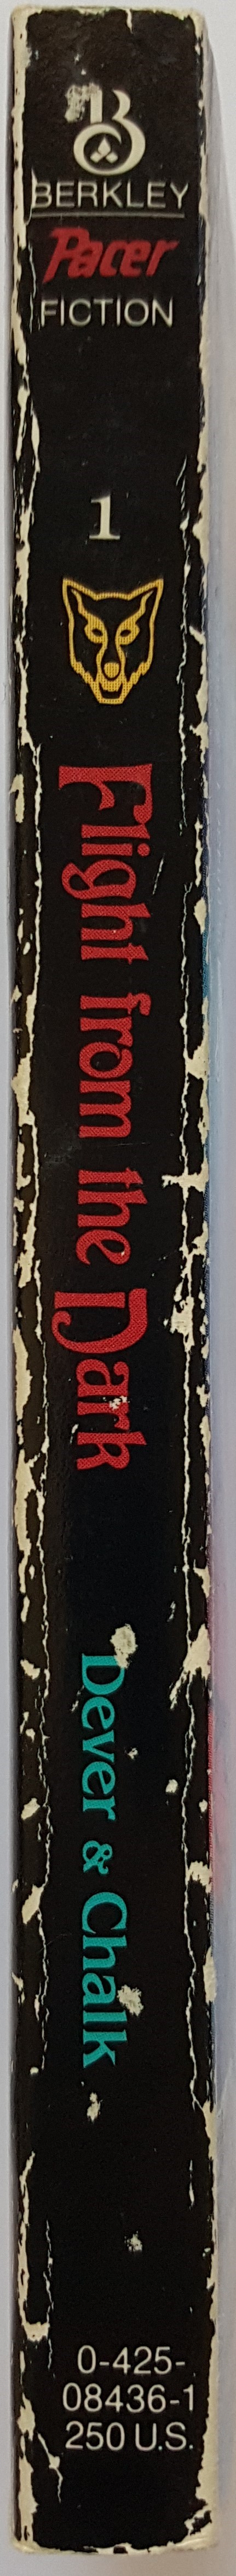 B
BERKLEY
Pacer
FICTION
1
Flight from the Dark
Dever & Chalk
0-425-
08436-1
250 U.S.